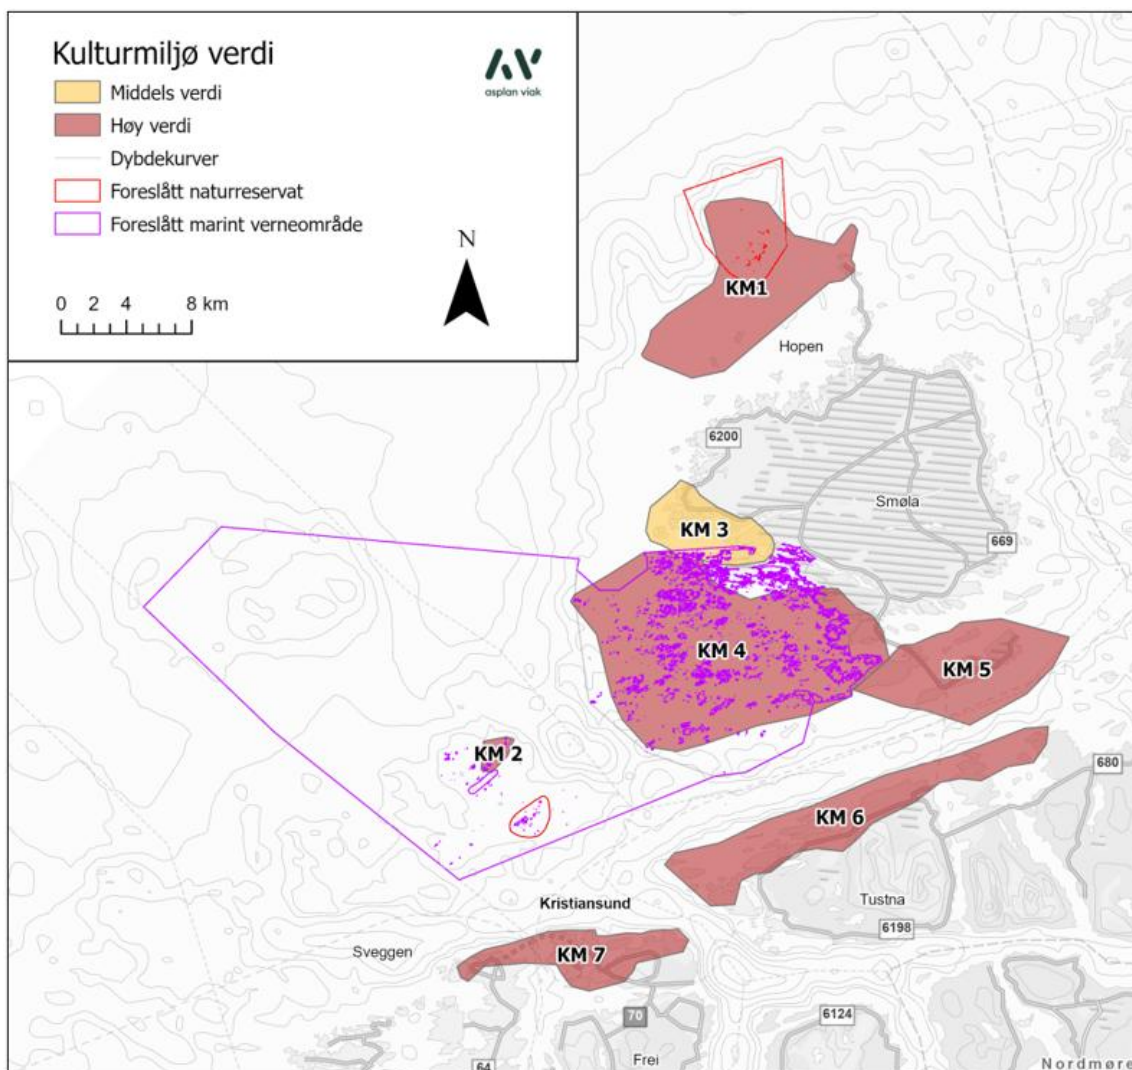 Kulturmiljø verdi
asplan viak
Middels verdi
Høy verdi
Dybdekurver
Foreslått naturreservat
Foreslått marint verneområde
N
0 2 4 8 km
KM1
Hopen
6200
Smøla
KM 3
669
KM 4
KM 5
KM 2
680
KM 6
Kristiansund
Tustna
6198
Sveggen
KM 7
70
6124
Frei
64
Nordmøre